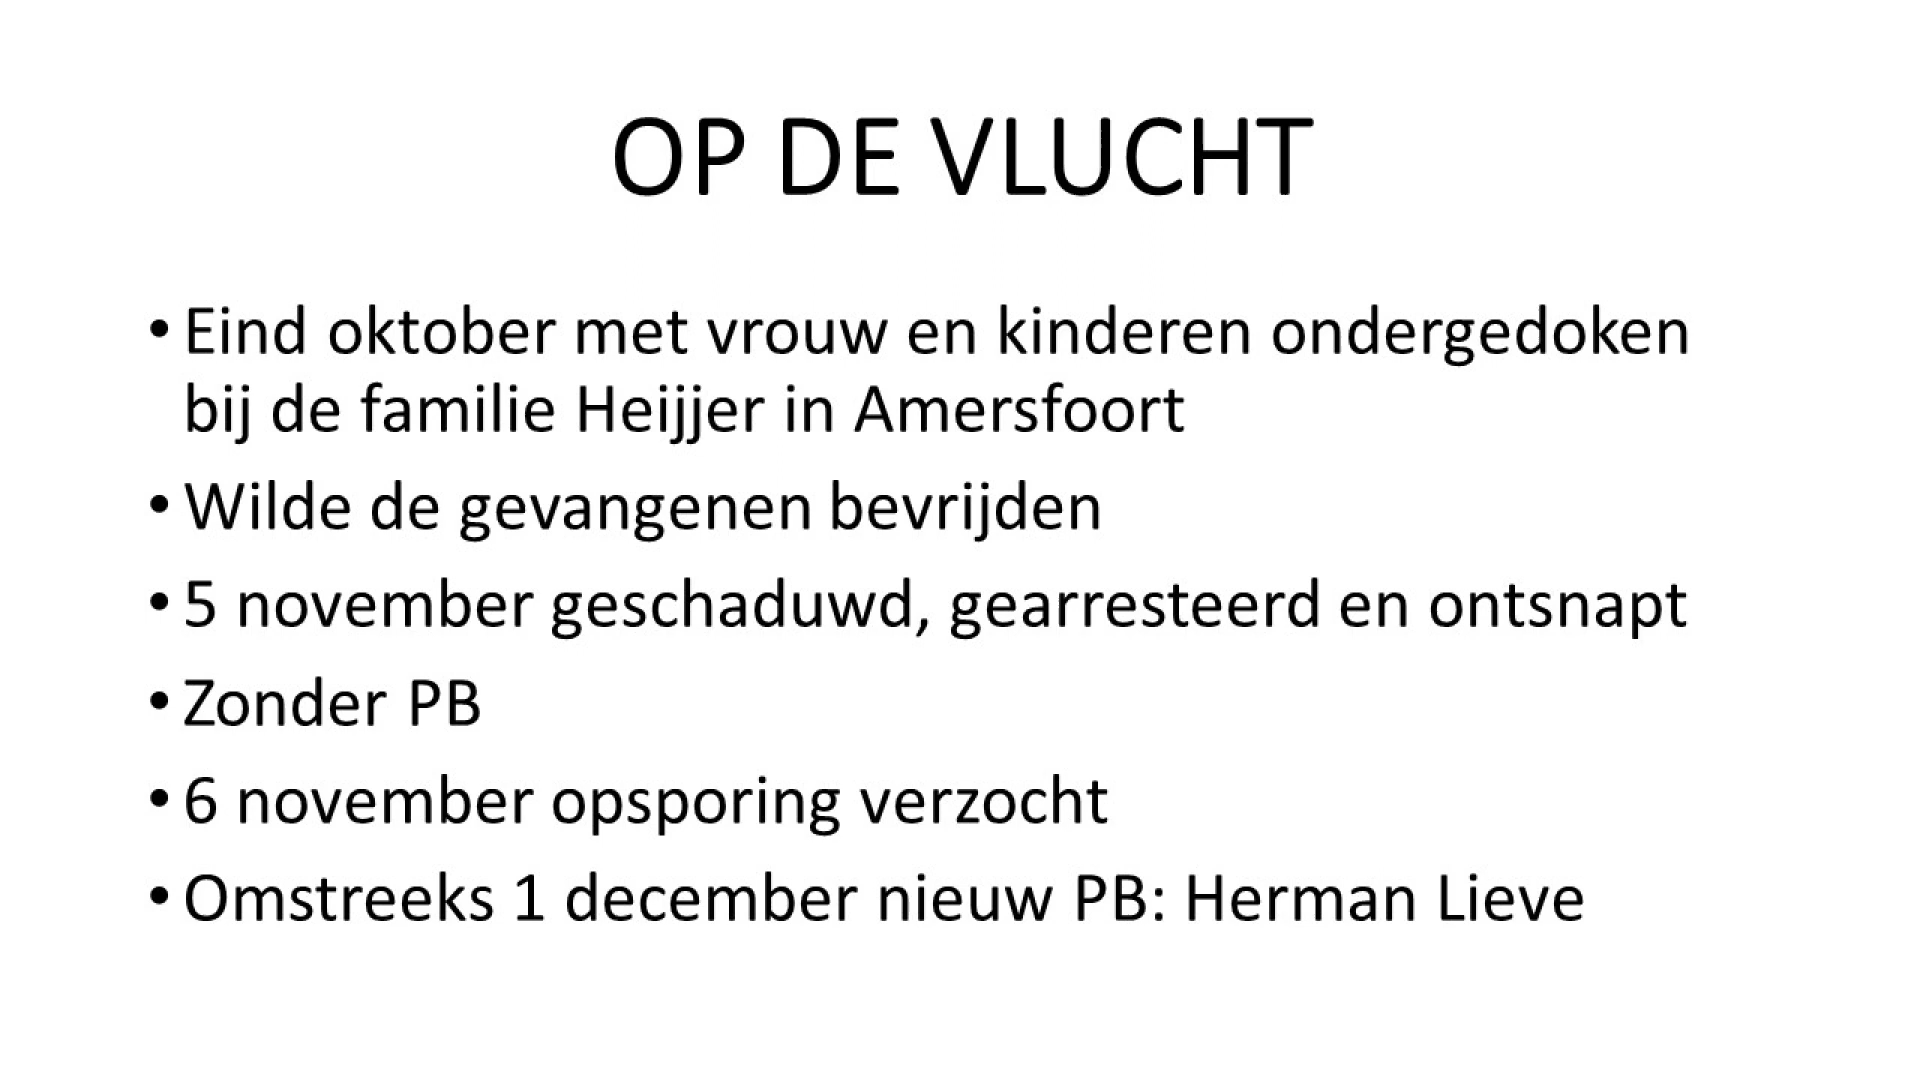 OP DE VLUCHT
• Eind oktober met vrouw en kinderen ondergedoken
bij de familie Heijjer in Amersfoort
• Wilde de gevangenen bevrijden
• 5 november geschaduwd, gearresteerd en ontsnapt
• Zonder PB
• 6 november opsporing verzocht
• Omstreeks 1 december nieuw PB: Herman Lieve